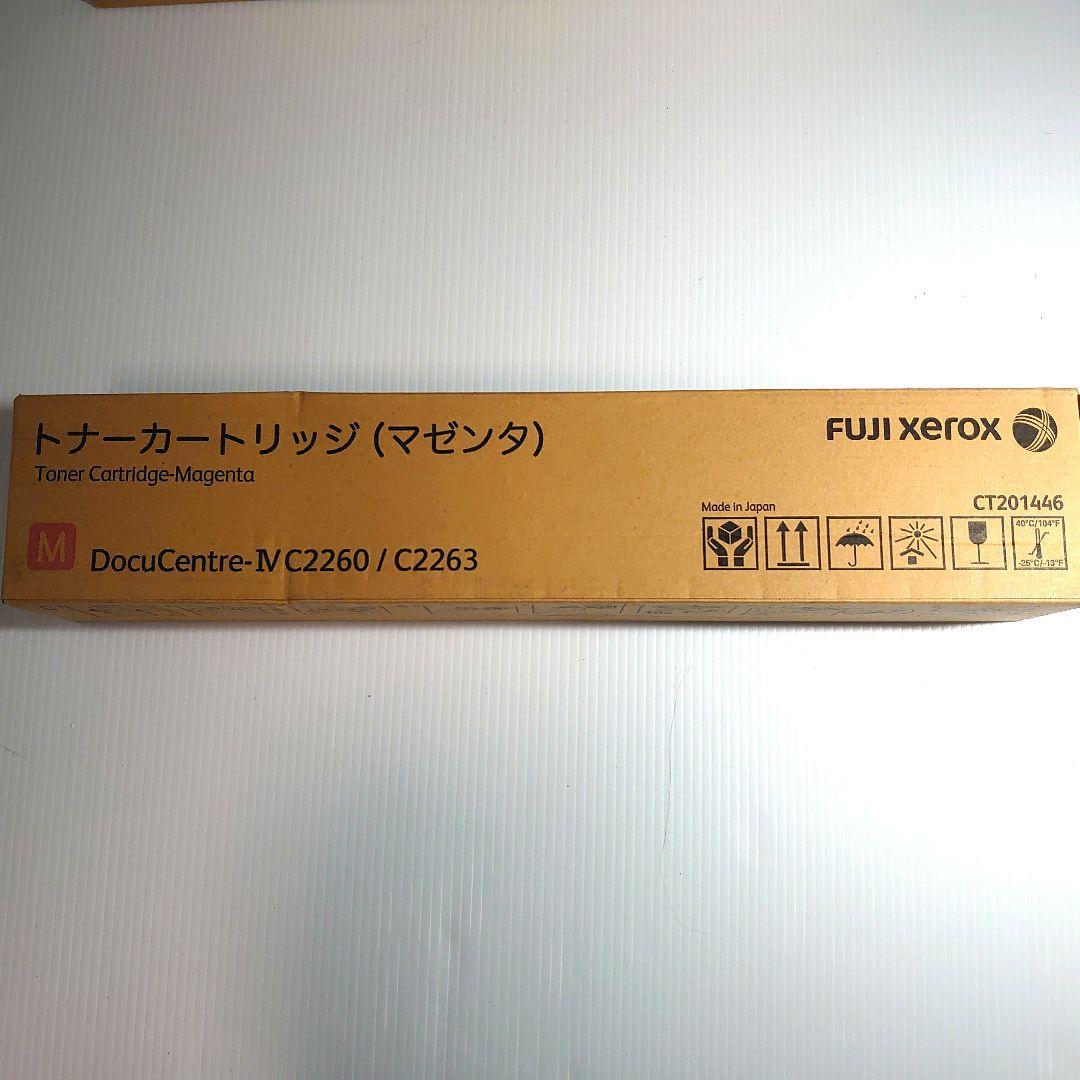 トナーカートリッジ (マゼンタ)
Toner Cartridge-Magenta
FUJI xerox
Made in Japan
CT201446
M
DocuCentre-Ⅳ C2260 / C2263
40°C/104°F
-25°C/-13°F